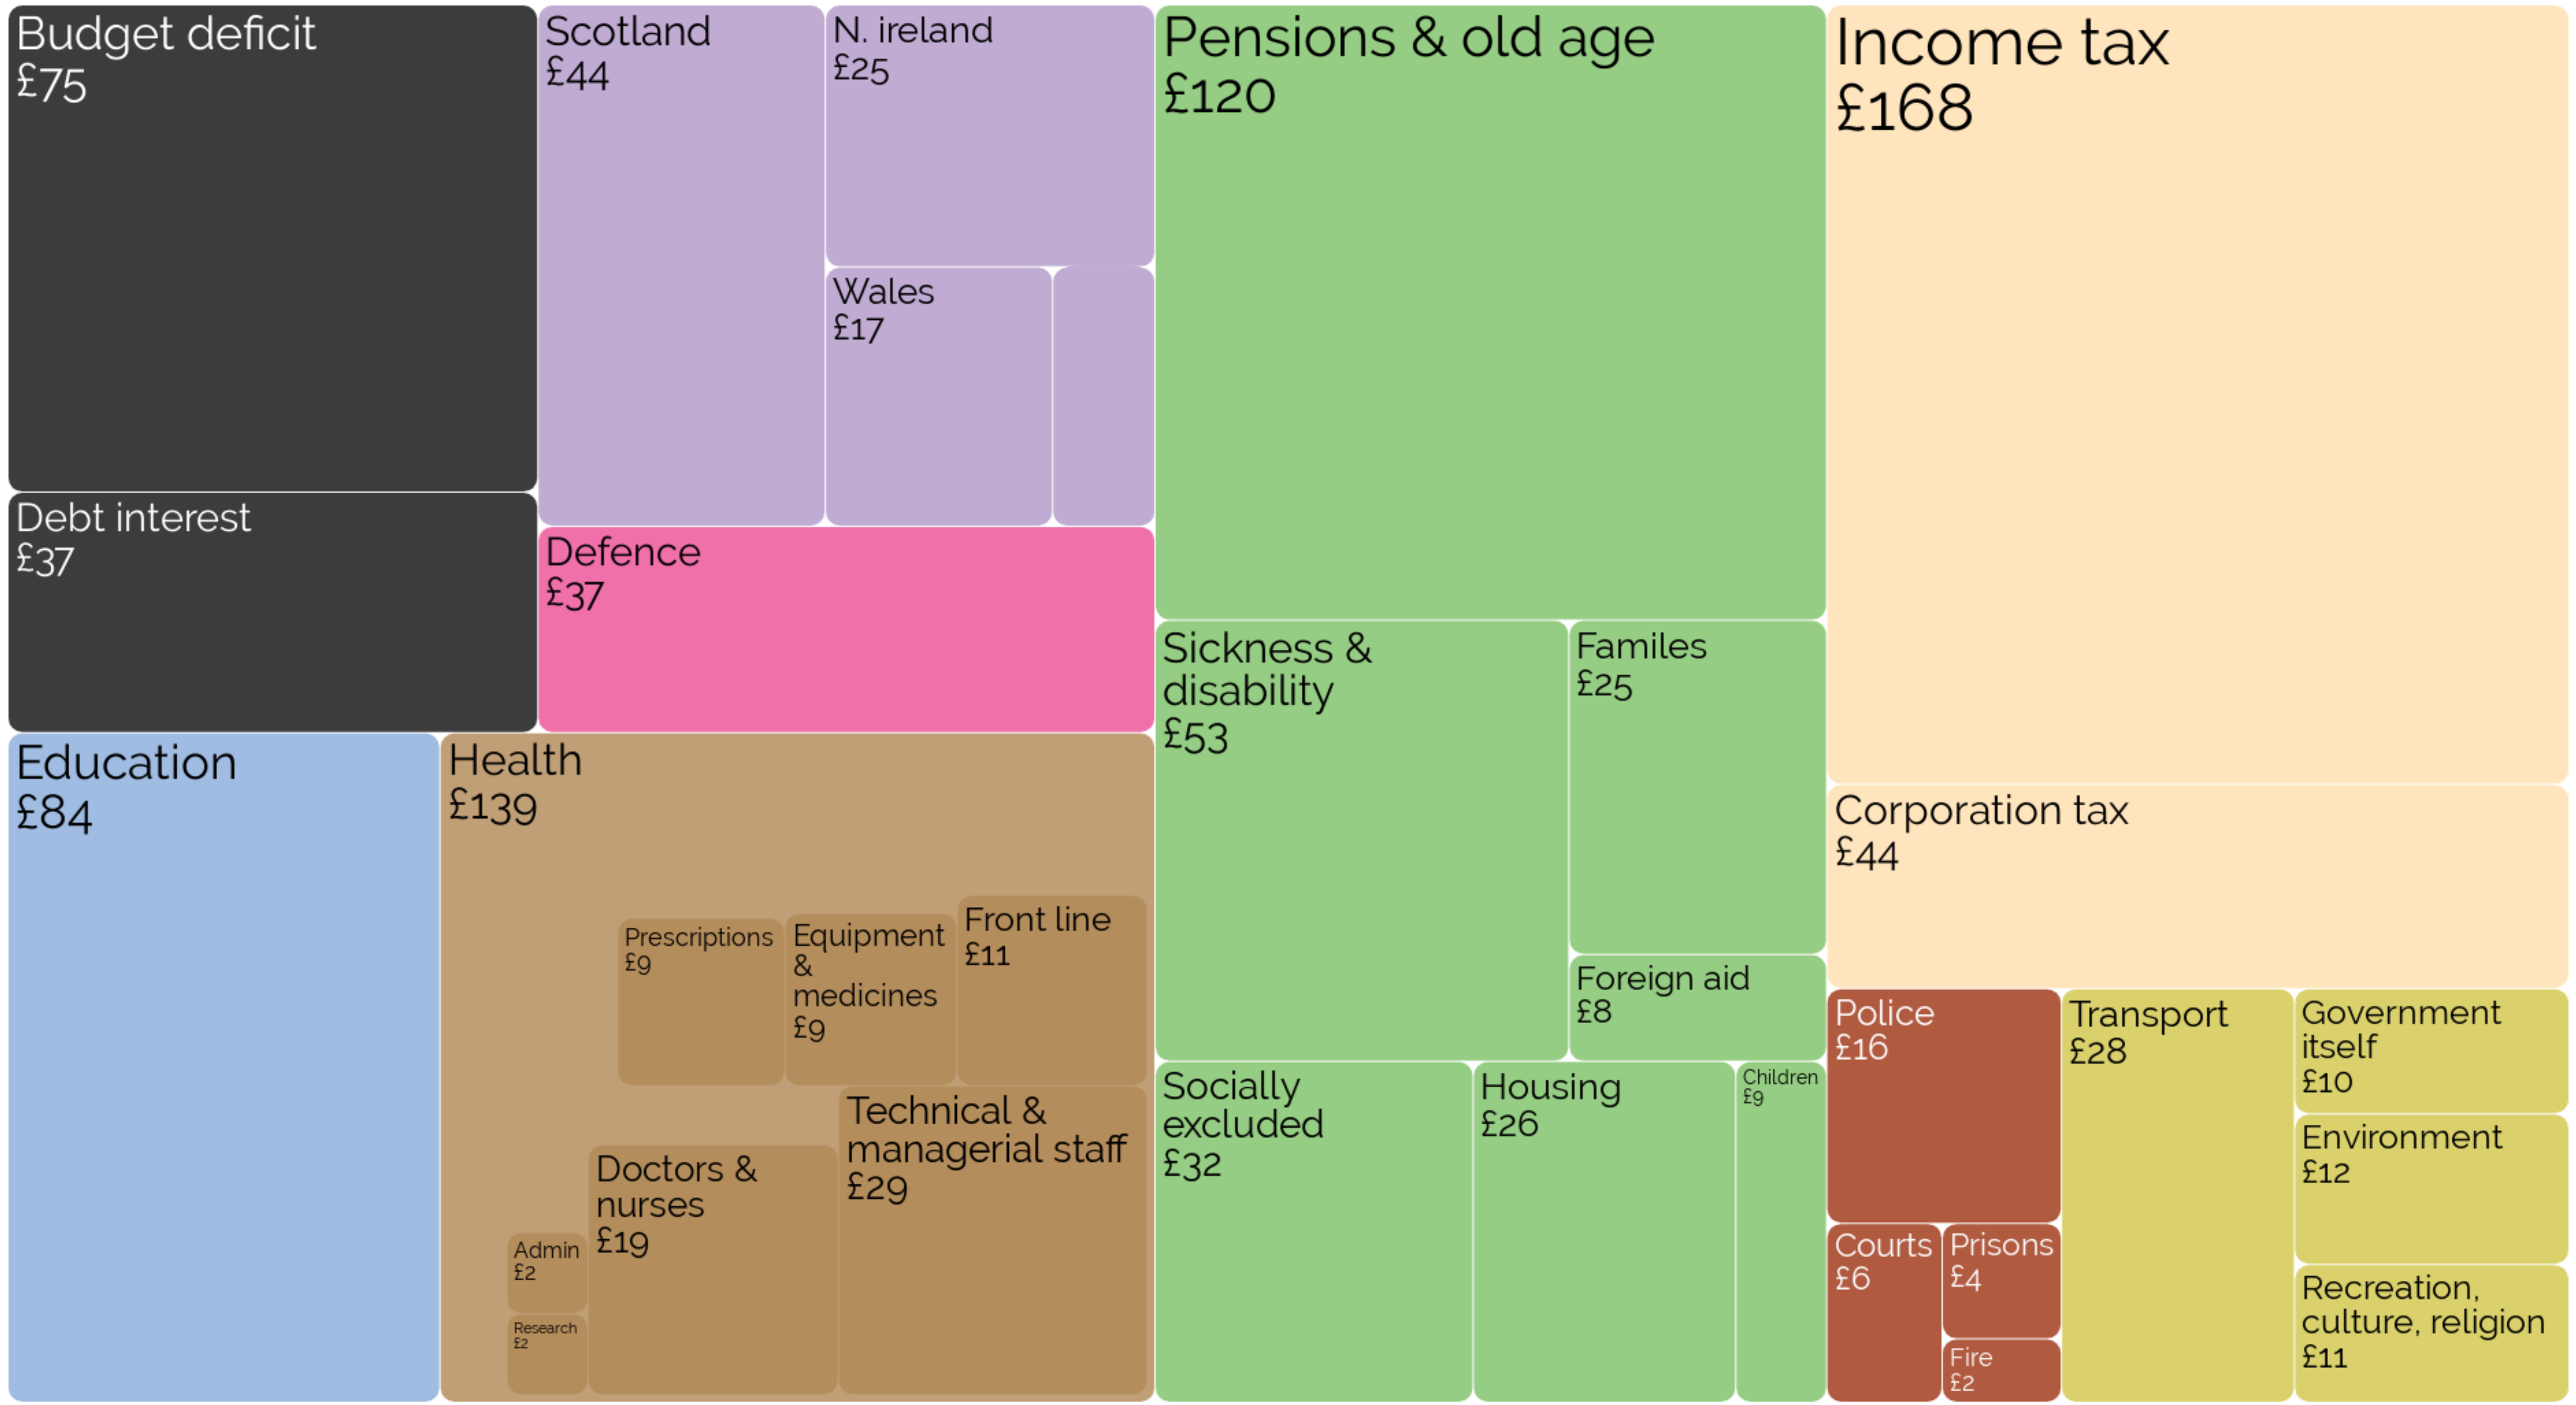 Budget deficit
£75
Scotland
£44
N. ireland
£25
Wales
£17
Pensions & old age
£120
Income tax
£168
Debt interest
£37
Defence
£37
Sickness &
disability
£53
Familes
£25
Foreign aid
£8
Education
£84
Health
£139
Prescriptions
£9
Equipment
&
medicines
£9
Front line
£11
Technical &
managerial staff
£29
Doctors &
nurses
£19
Admin
£2
Research
£2
Socially
excluded
£32
Housing
£26
Children
£9
Corporation tax
£44
Police
£16
Courts
£6
Prisons
£4
Fire
£2
Transport
£28
Government
itself
£10
Environment
£12
Recreation,
culture, religion
£11